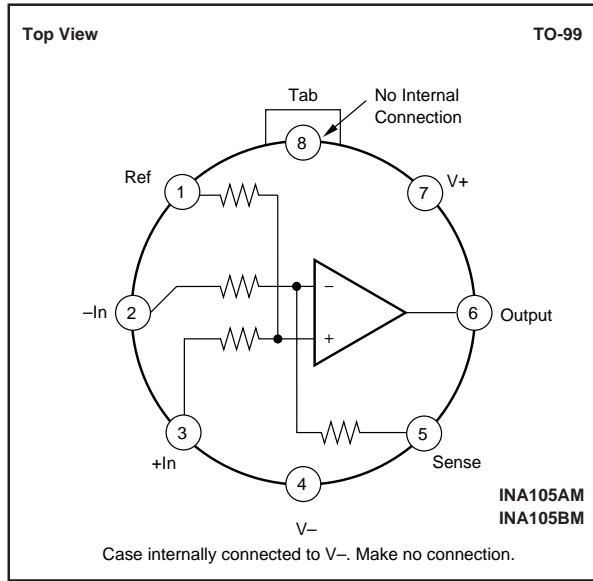 Top View
TO-99
Tab
No Internal
Connection
8
Ref
1
7
V+
2
–In
–
+
6
Output
3
+In
5
Sense
4
V–
INA105AM
INA105BM
Case internally connected to V–. Make no connection.